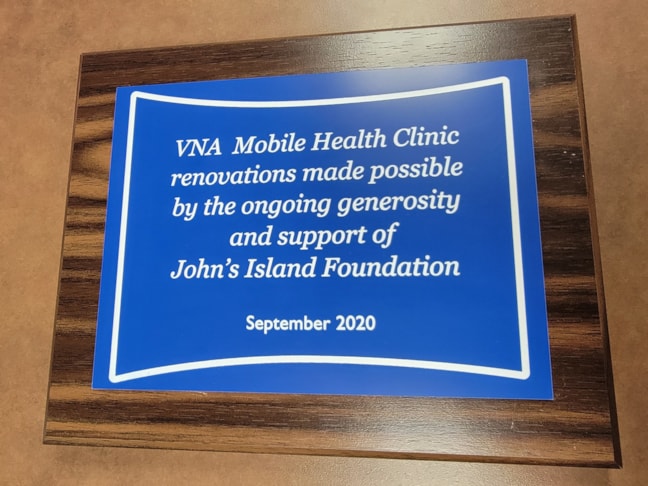 VNA Mobile Health Clinic
renovations made possible
by the ongoing generosity
and support of
John's Island Foundation
September 2020